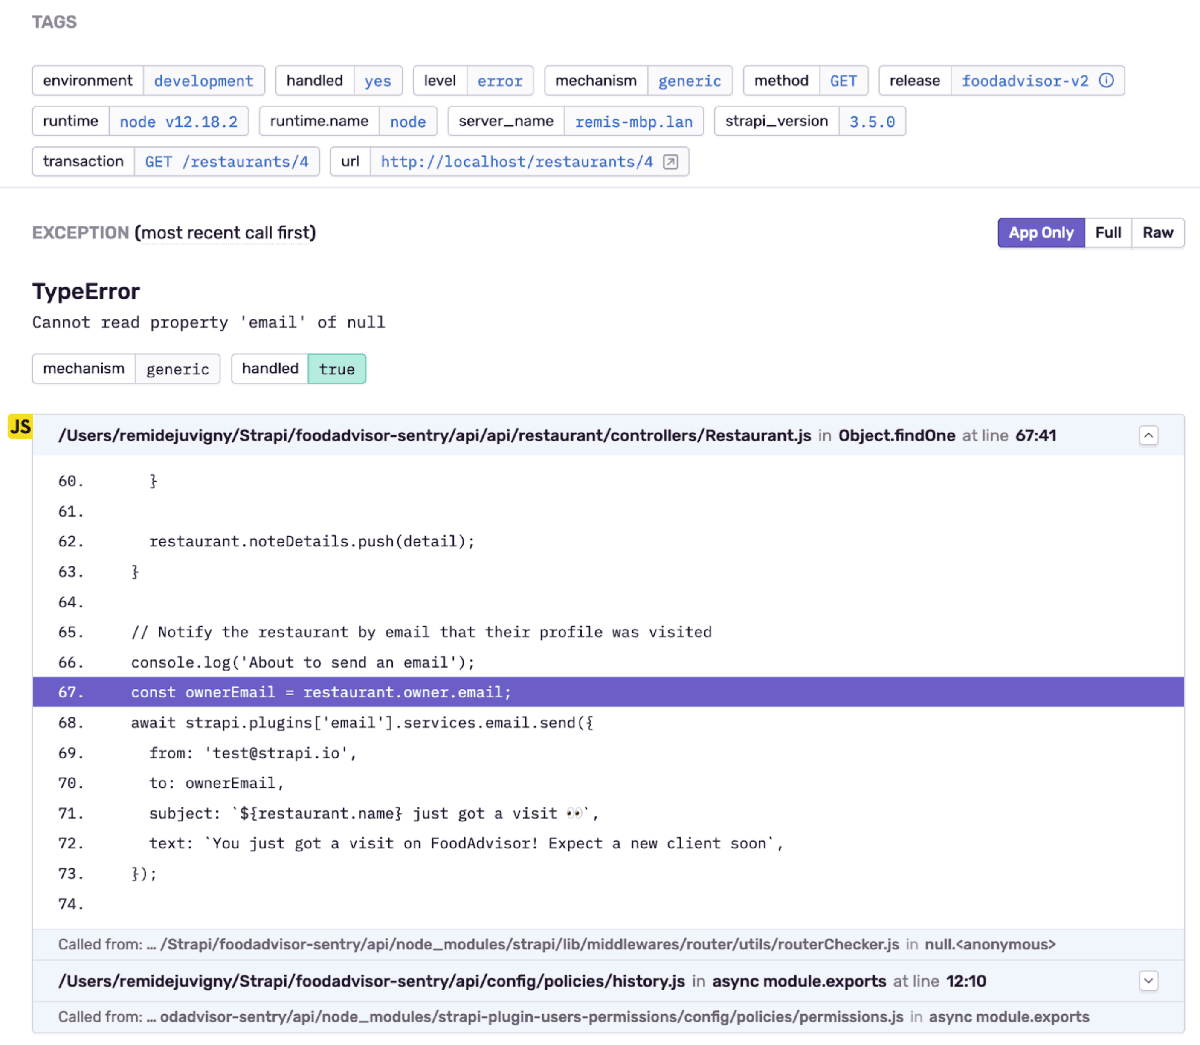 TAGS
environment development handled yes level error mechanism generic method GET release foodadvisor-v2
runtime node v12.18.2 runtime.name node server_name remis-mbp.lan strapi_version 3.5.0
transaction GET /restaurants/4 url http://localhost/restaurants/4
EXCEPTION (most recent call first) App Only Full Raw
TypeError
Cannot read property 'email' of null
mechanism generic handled true
JS /Users/remidejuvigny/Strapi/foodadvisor-sentry/api/api/restaurant/controllers/Restaurant.js in Object.findOne at line 67:41
60. }
61.
62. restaurant.noteDetails.push(detail);
63. }
64.
65. // Notify the restaurant by email that their profile was visited
66. console.log('About to send an email');
67. const ownerEmail = restaurant.owner.email;
68. await strapi.plugins['email'].services.email.send({
69. from: 'test@strapi.io',
70. to: ownerEmail,
71. subject: `${restaurant.name} just got a visit 👀`,
72. text: `You just got a visit on FoodAdvisor! Expect a new client soon`,
73. });
74.
Called from: … /Strapi/foodadvisor-sentry/api/node_modules/strapi/lib/middlewares/router/utils/routerChecker.js in null.<anonymous>
/Users/remidejuvigny/Strapi/foodadvisor-sentry/api/config/policies/history.js in async module.exports at line 12:10
Called from: … odadvisor-sentry/api/node_modules/strapi-plugin-users-permissions/config/policies/permissions.js in async module.exports